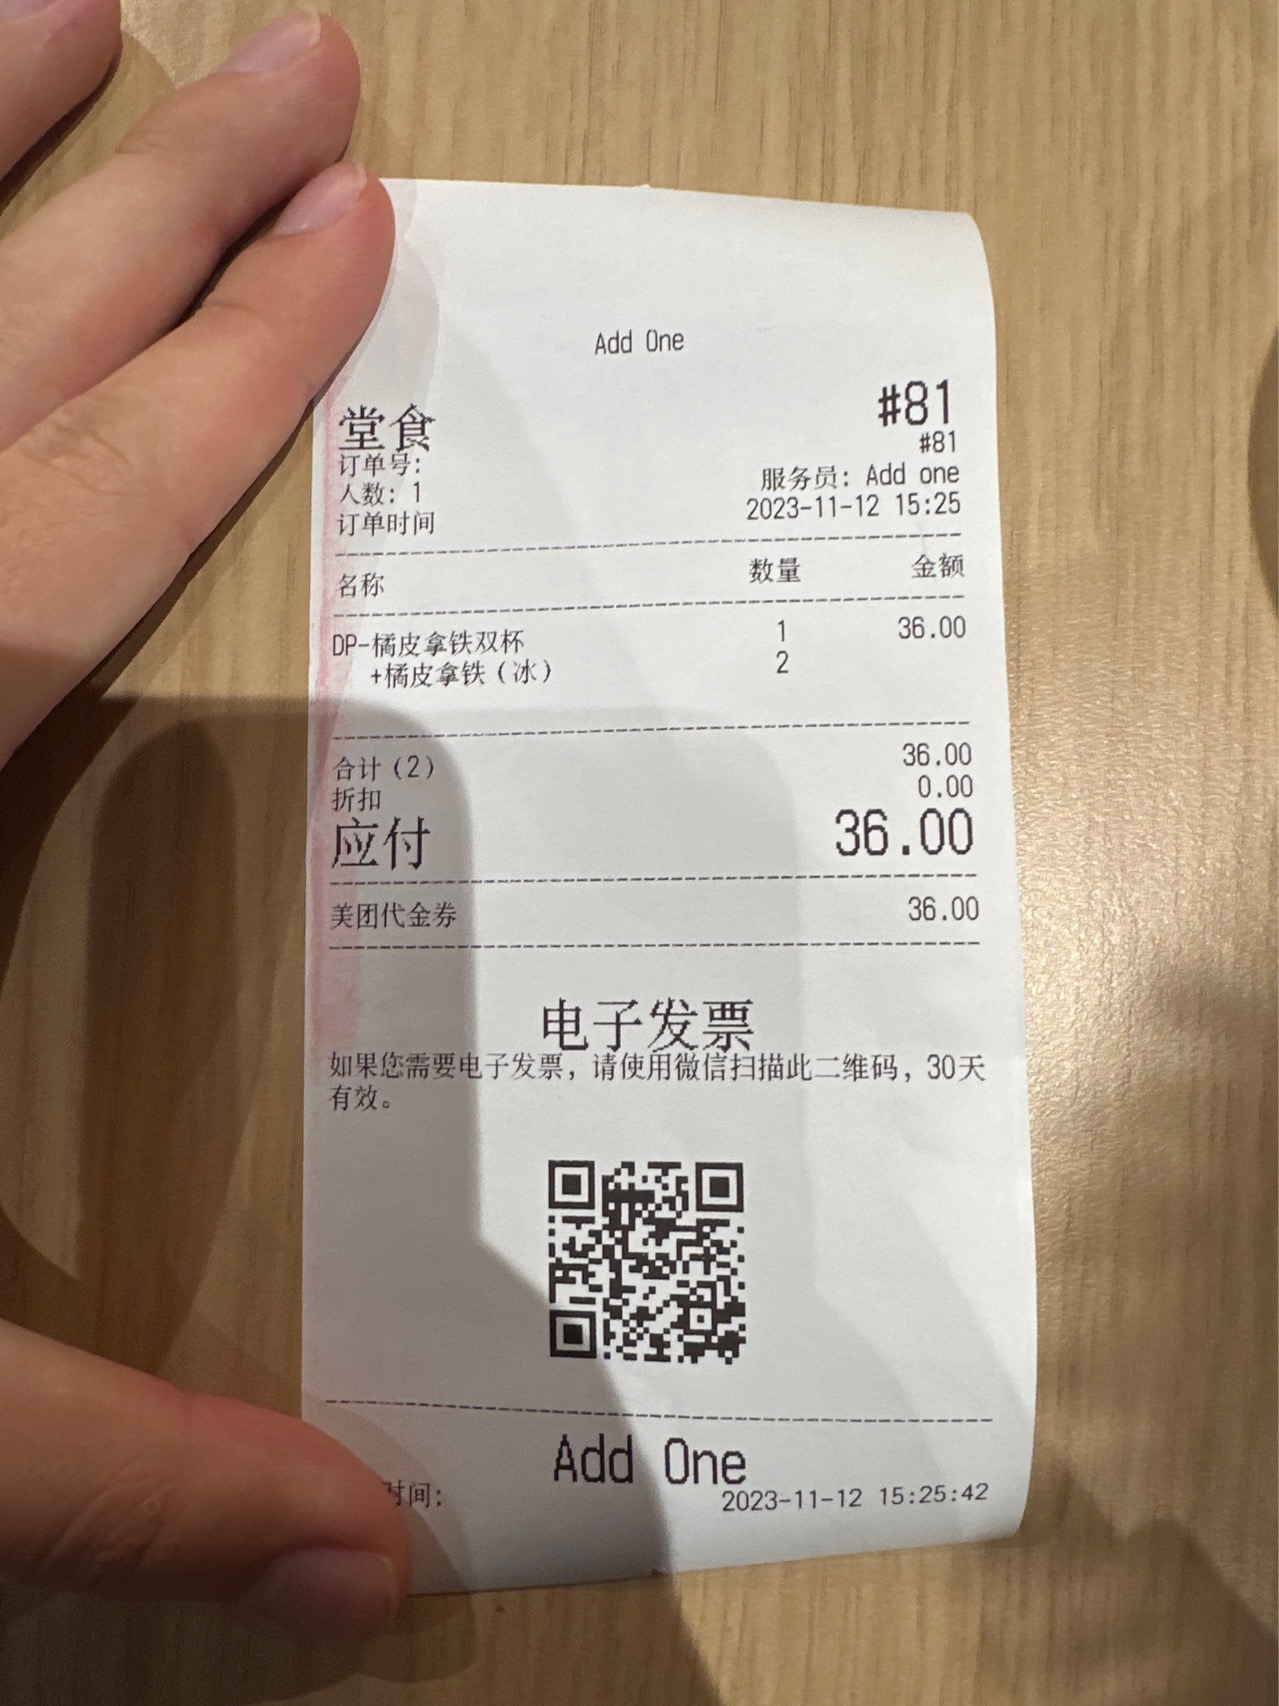 Add One
堂食 #81
订单号: #81
人数: 1 服务员: Add one
订单时间 2023-11-12 15:25
名称 数量 金额
DP-橘皮拿铁双杯 1 36.00
+橘皮拿铁（冰） 2
合计（2） 36.00
折扣 0.00
应付 36.00
美团代金券 36.00
电子发票
如果您需要电子发票，请使用微信扫描此二维码，30天
有效。
Add One
时间: 2023-11-12 15:25:42